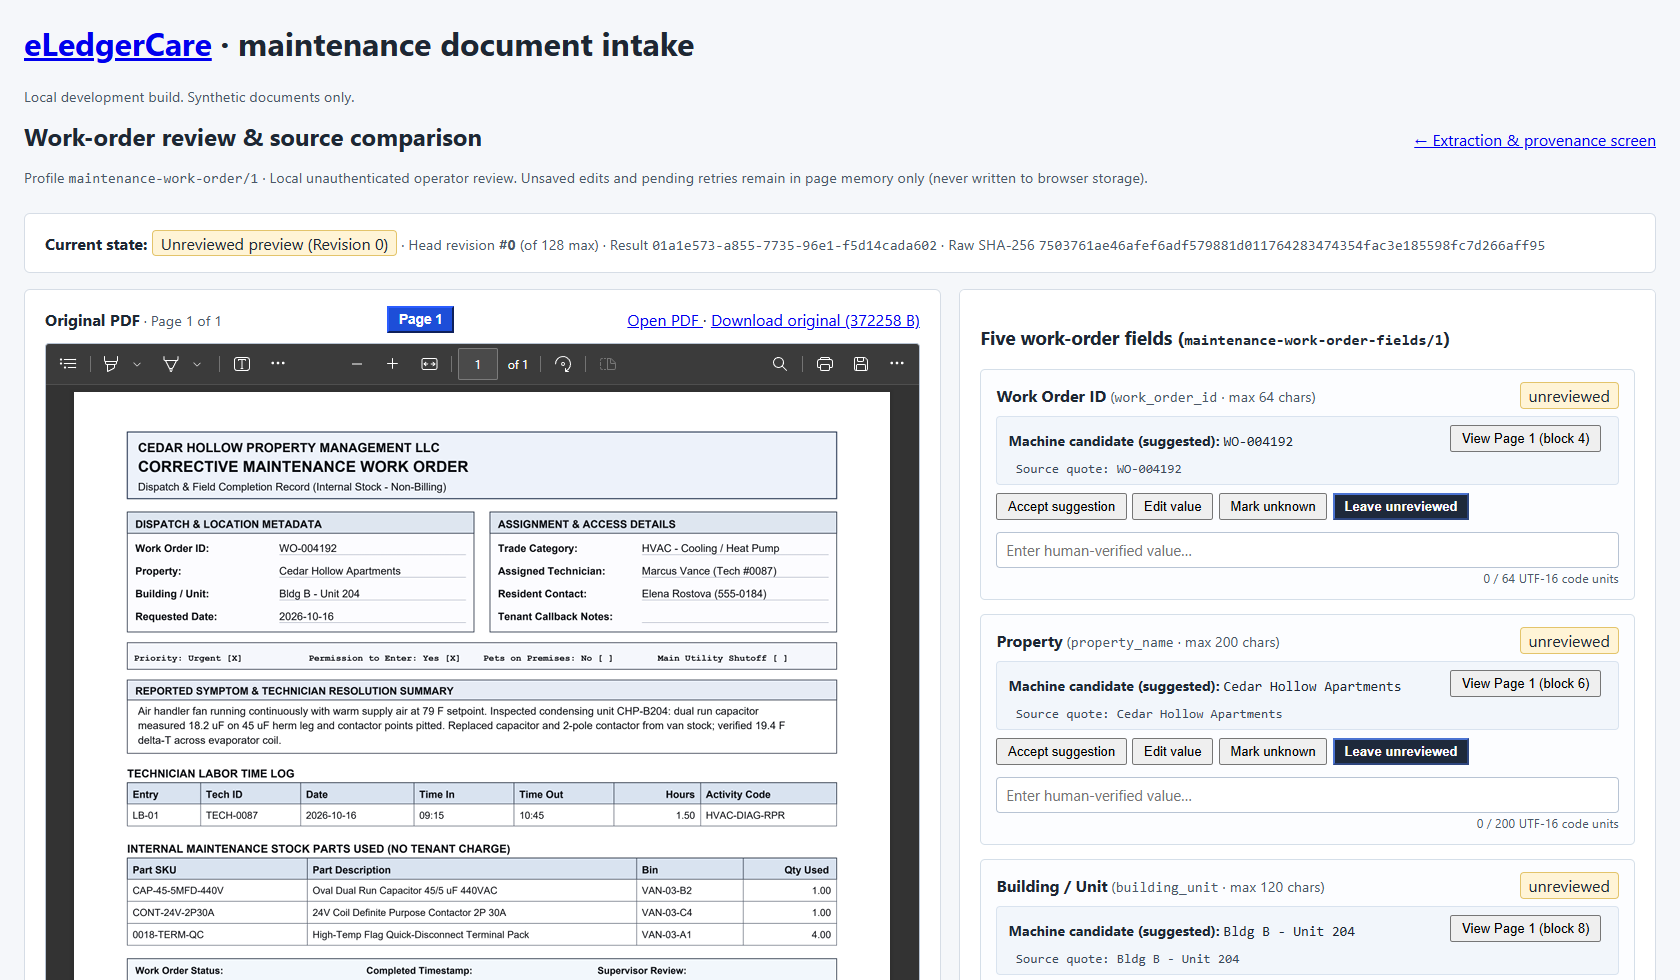 eLedgerCare · maintenance document intake
Local development build. Synthetic documents only.
Work-order review & source comparison
← Extraction & provenance screen
Profile maintenance-work-order/1 · Local unauthenticated operator review. Unsaved edits and pending retries remain in page memory only (never written to browser storage).
Current state: Unreviewed preview (Revision 0) · Head revision #0 (of 128 max) · Result 01a1e573-a855-7735-96e1-f5d14cada602 · Raw SHA-256 7503761ae46afef6adf579881d011764283474354fac3e185598fc7d266aff95
Original PDF · Page 1 of 1
Page 1
Open PDF · Download original (372258 B)
1 of 1
CEDAR HOLLOW PROPERTY MANAGEMENT LLC
CORRECTIVE MAINTENANCE WORK ORDER
Dispatch & Field Completion Record (Internal Stock - Non-Billing)
DISPATCH & LOCATION METADATA
Work Order ID: WO-004192
Property: Cedar Hollow Apartments
Building / Unit: Bldg B - Unit 204
Requested Date: 2026-10-16
ASSIGNMENT & ACCESS DETAILS
Trade Category: HVAC - Cooling / Heat Pump
Assigned Technician: Marcus Vance (Tech #0087)
Resident Contact: Elena Rostova (555-0184)
Tenant Callback Notes:
Priority: Urgent [X] Permission to Enter: Yes [X] Pets on Premises: No [ ] Main Utility Shutoff [ ]
REPORTED SYMPTOM & TECHNICIAN RESOLUTION SUMMARY
Air handler fan running continuously with warm supply air at 79 F setpoint. Inspected condensing unit CHP-B204: dual run capacitor
measured 18.2 uF on 45 uF herm leg and contactor points pitted. Replaced capacitor and 2-pole contactor from van stock; verified 19.4 F
delta-T across evaporator coil.
TECHNICIAN LABOR TIME LOG
Entry Tech ID Date Time In Time Out Hours Activity Code
LB-01 TECH-0087 2026-10-16 09:15 10:45 1.50 HVAC-DIAG-RPR
INTERNAL MAINTENANCE STOCK PARTS USED (NO TENANT CHARGE)
Part SKU Part Description Bin Qty Used
CAP-45-5MFD-440V Oval Dual Run Capacitor 45/5 uF 440VAC VAN-03-B2 1.00
CONT-24V-2P30A 24V Coil Definite Purpose Contactor 2P 30A VAN-03-C4 1.00
0018-TERM-QC High-Temp Flag Quick-Disconnect Terminal Pack VAN-03-A1 4.00
Work Order Status: Completed Timestamp: Supervisor Review:
Five work-order fields (maintenance-work-order-fields/1)
Work Order ID (work_order_id · max 64 chars)
unreviewed
Machine candidate (suggested): WO-004192
View Page 1 (block 4)
Source quote: WO-004192
Accept suggestion Edit value Mark unknown Leave unreviewed
Enter human-verified value...
0 / 64 UTF-16 code units
Property (property_name · max 200 chars)
unreviewed
Machine candidate (suggested): Cedar Hollow Apartments
View Page 1 (block 6)
Source quote: Cedar Hollow Apartments
Accept suggestion Edit value Mark unknown Leave unreviewed
Enter human-verified value...
0 / 200 UTF-16 code units
Building / Unit (building_unit · max 120 chars)
unreviewed
Machine candidate (suggested): Bldg B - Unit 204
View Page 1 (block 8)
Source quote: Bldg B - Unit 204